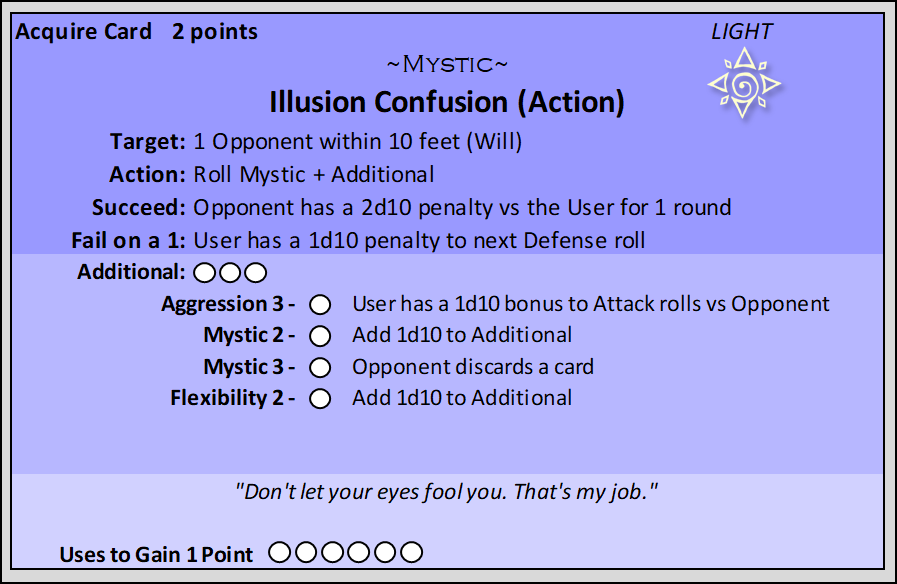 Acquire Card 2 points LIGHT
~Mystic~
Illusion Confusion (Action)
Target: 1 Opponent within 10 feet (Will)
Action: Roll Mystic + Additional
Succeed: Opponent has a 2d10 penalty vs the User for 1 round
Fail on a 1: User has a 1d10 penalty to next Defense roll
Additional:
Aggression 3 - User has a 1d10 bonus to Attack rolls vs Opponent
Mystic 2 - Add 1d10 to Additional
Mystic 3 - Opponent discards a card
Flexibility 2 - Add 1d10 to Additional
"Don't let your eyes fool you. That's my job."
Uses to Gain 1 Point